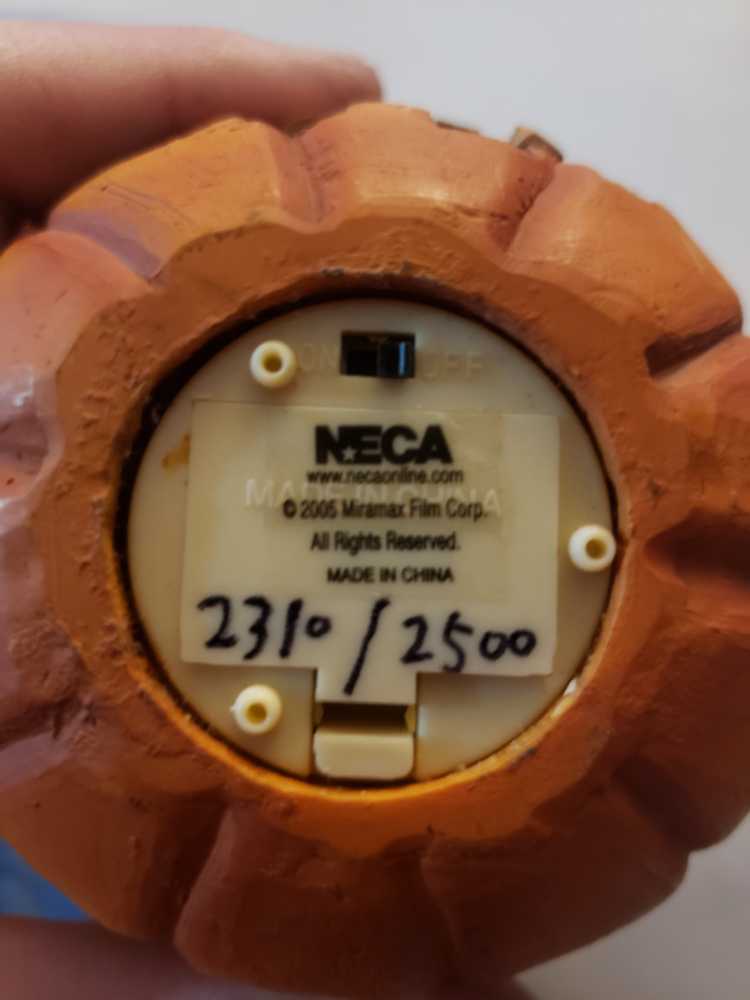 ON OFF
NECA
www.necaonline.com
MADE IN CHINA
© 2005 Miramax Film Corp.
All Rights Reserved.
MADE IN CHINA
2310/2500